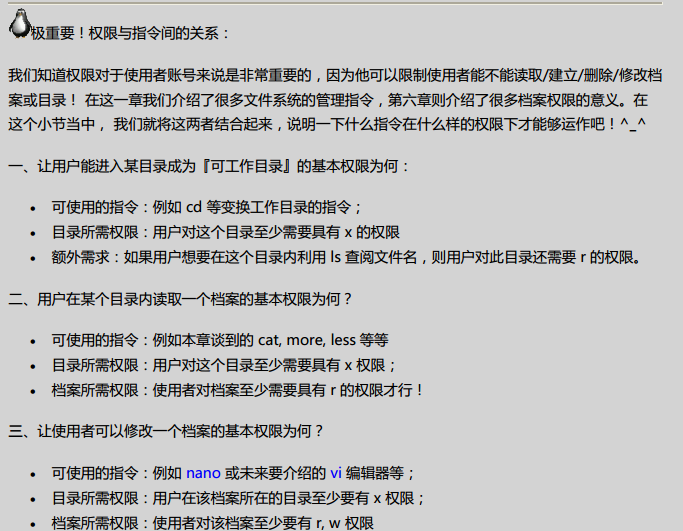 极重要！权限与指令间的关系：
我们知道权限对于使用者账号来说是非常重要的，因为他可以限制使用者能不能读取/建立/删除/修改档
案或目录！ 在这一章我们介绍了很多文件系统的管理指令，第六章则介绍了很多档案权限的意义。在
这个小节当中， 我们就将这两者结合起来，说明一下什么指令在什么样的权限下才能够运作吧！^_^
一、让用户能进入某目录成为『可工作目录』的基本权限为何：
• 可使用的指令：例如 cd 等变换工作目录的指令；
• 目录所需权限：用户对这个目录至少需要具有 x 的权限
• 额外需求：如果用户想要在这个目录内利用 ls 查阅文件名，则用户对此目录还需要 r 的权限。
二、用户在某个目录内读取一个档案的基本权限为何？
• 可使用的指令：例如本章谈到的 cat, more, less 等等
• 目录所需权限：用户对这个目录至少需要具有 x 权限；
• 档案所需权限：使用者对档案至少需要具有 r 的权限才行！
三、让使用者可以修改一个档案的基本权限为何？
• 可使用的指令：例如 nano 或未来要介绍的 vi 编辑器等；
• 目录所需权限：用户在该档案所在的目录至少要有 x 权限；
• 档案所需权限：使用者对该档案至少要有 r, w 权限